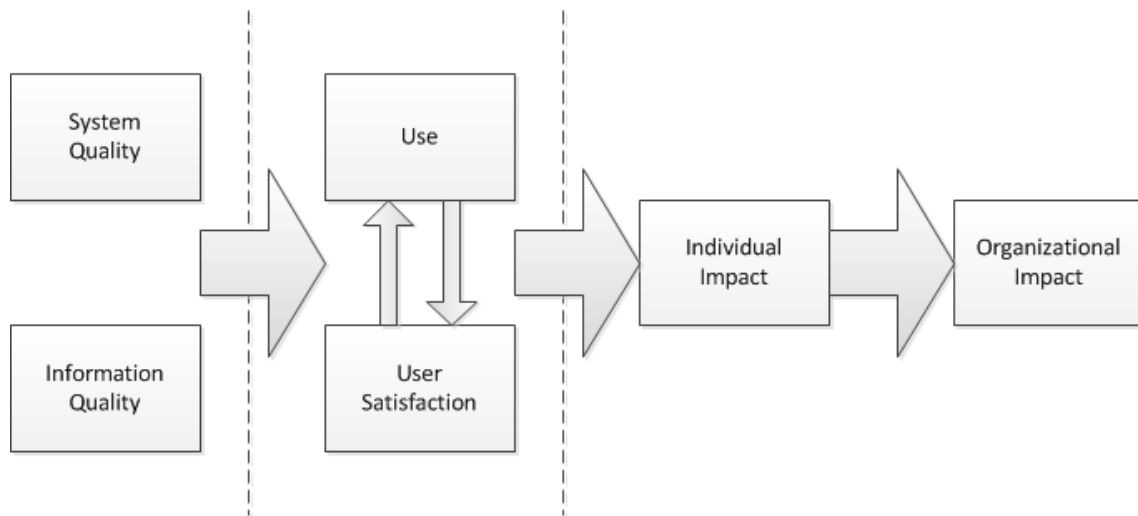 System
Quality
Use
Individual
Impact
Organizational
Impact
Information
Quality
User
Satisfaction